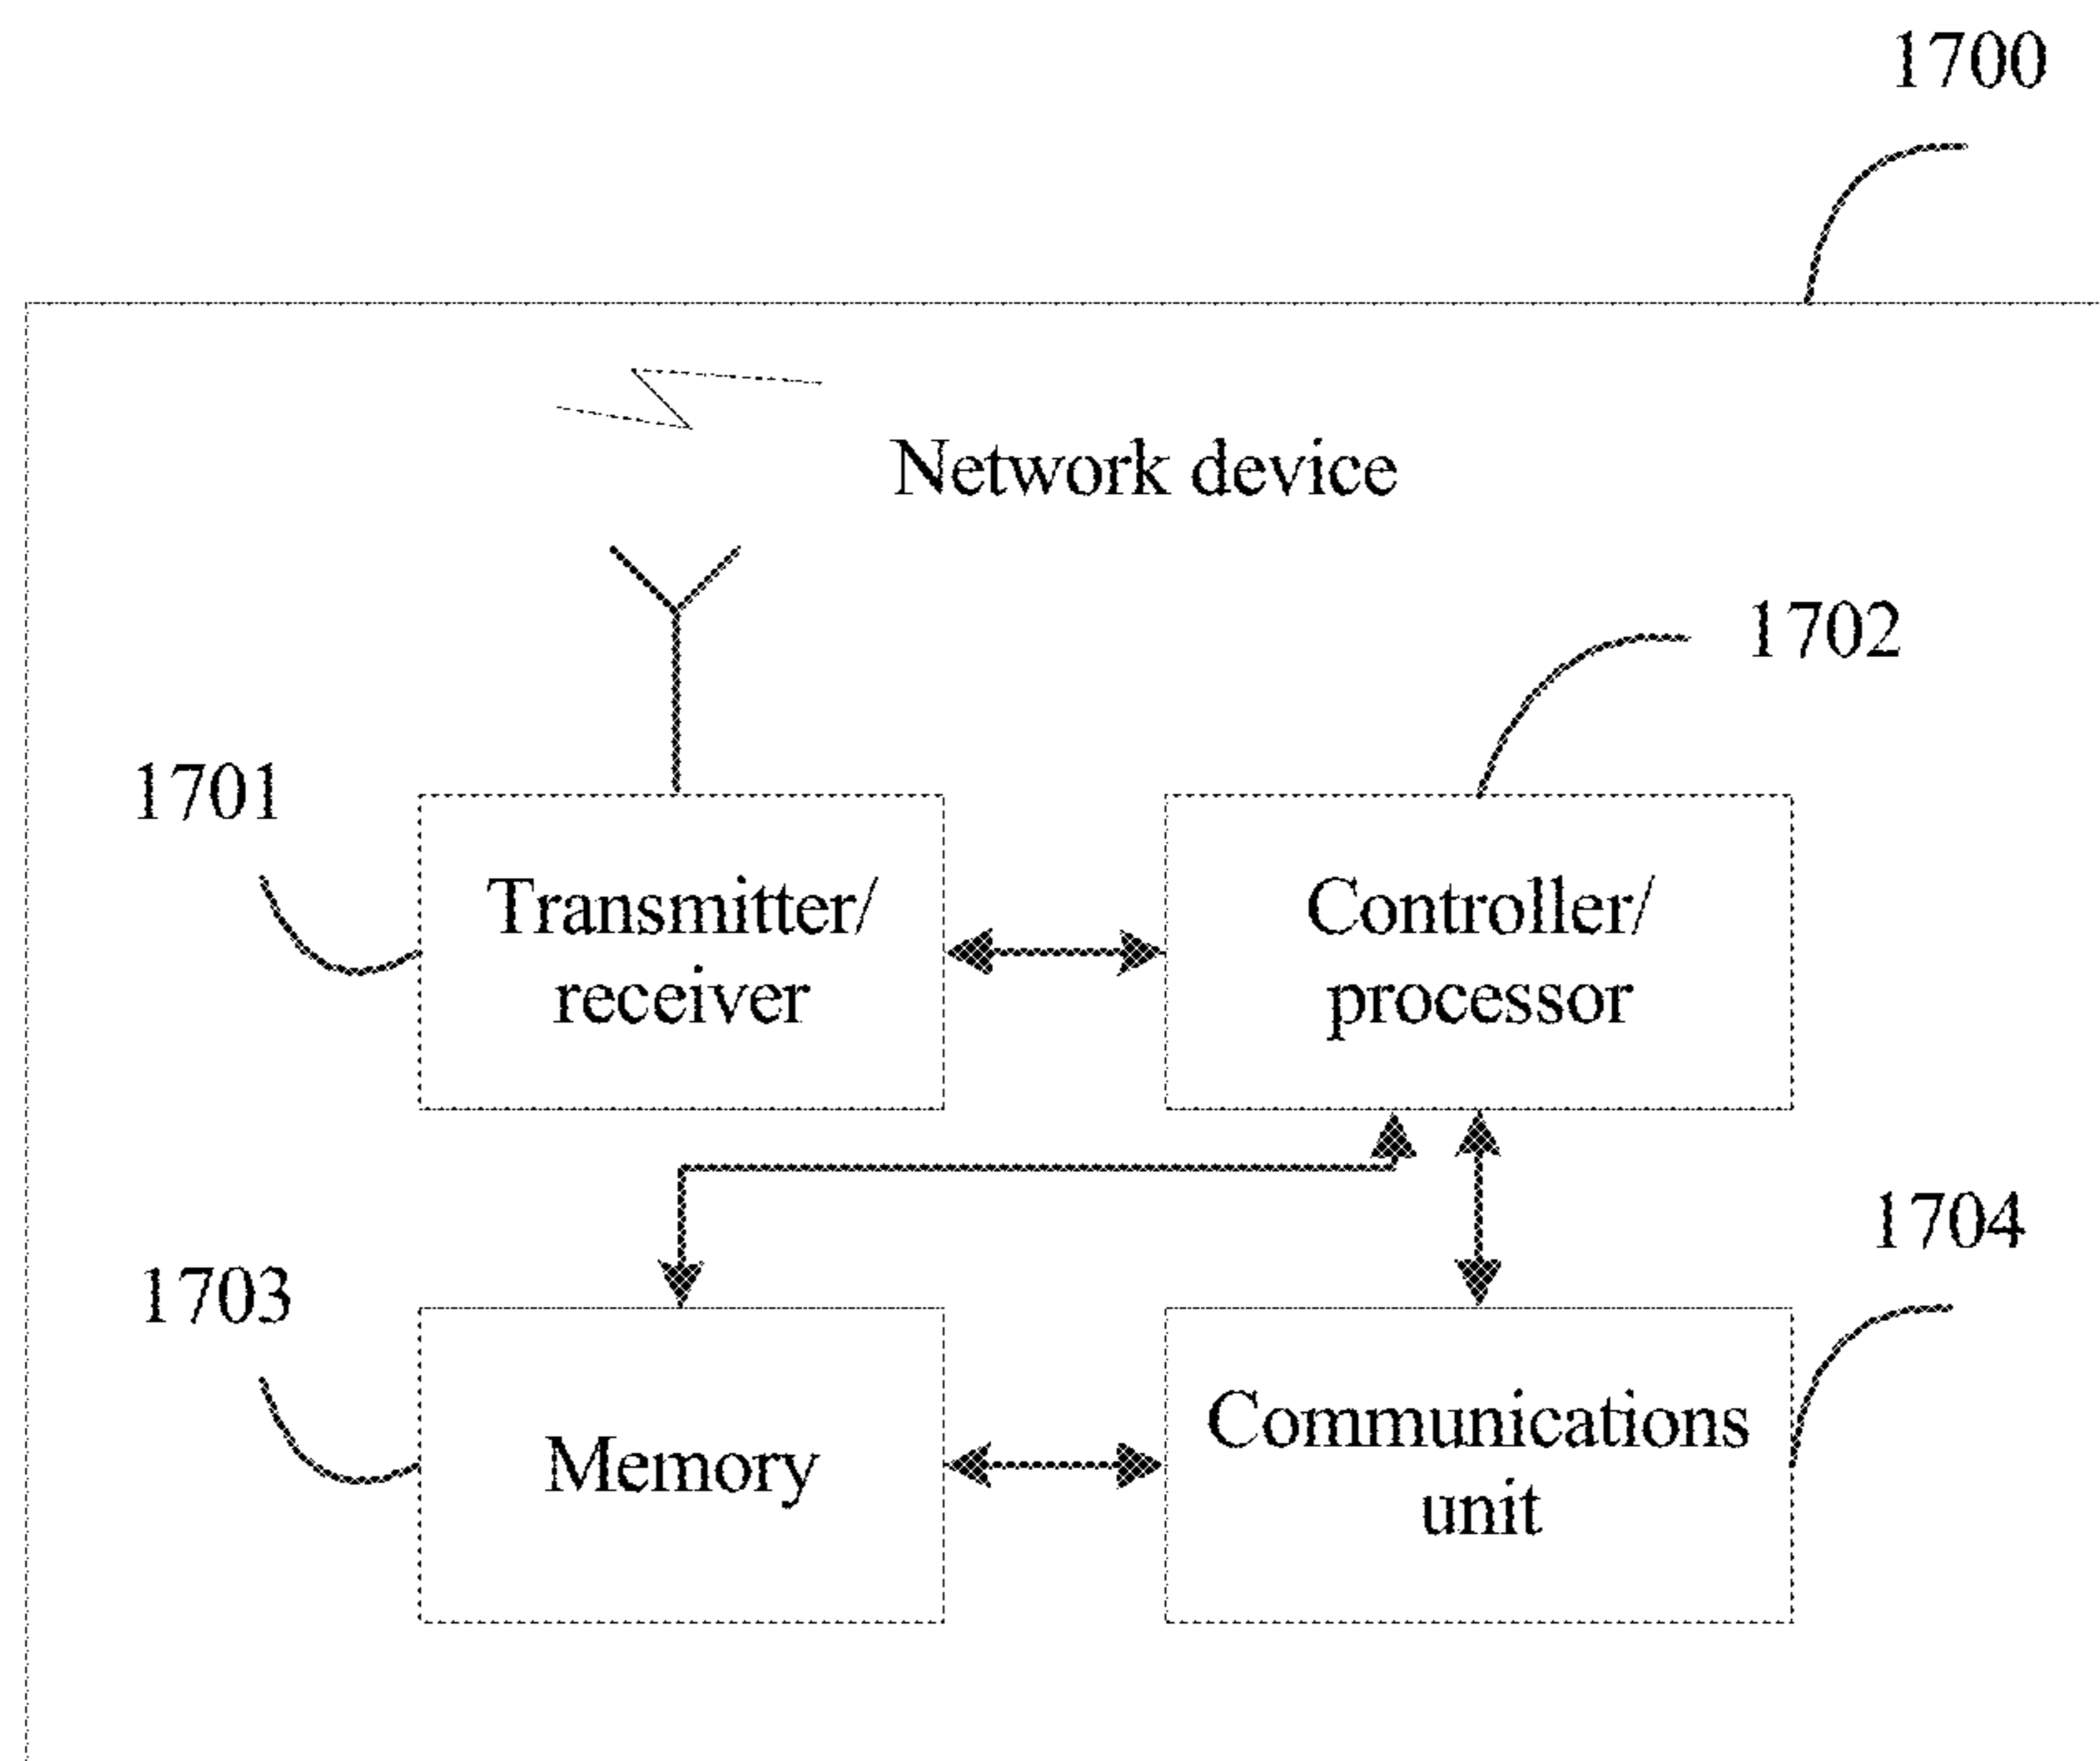 1700
Network device
1702
1701
Transmitter/
receiver
Controller/
processor
1704
1703
Memory
Communications
unit